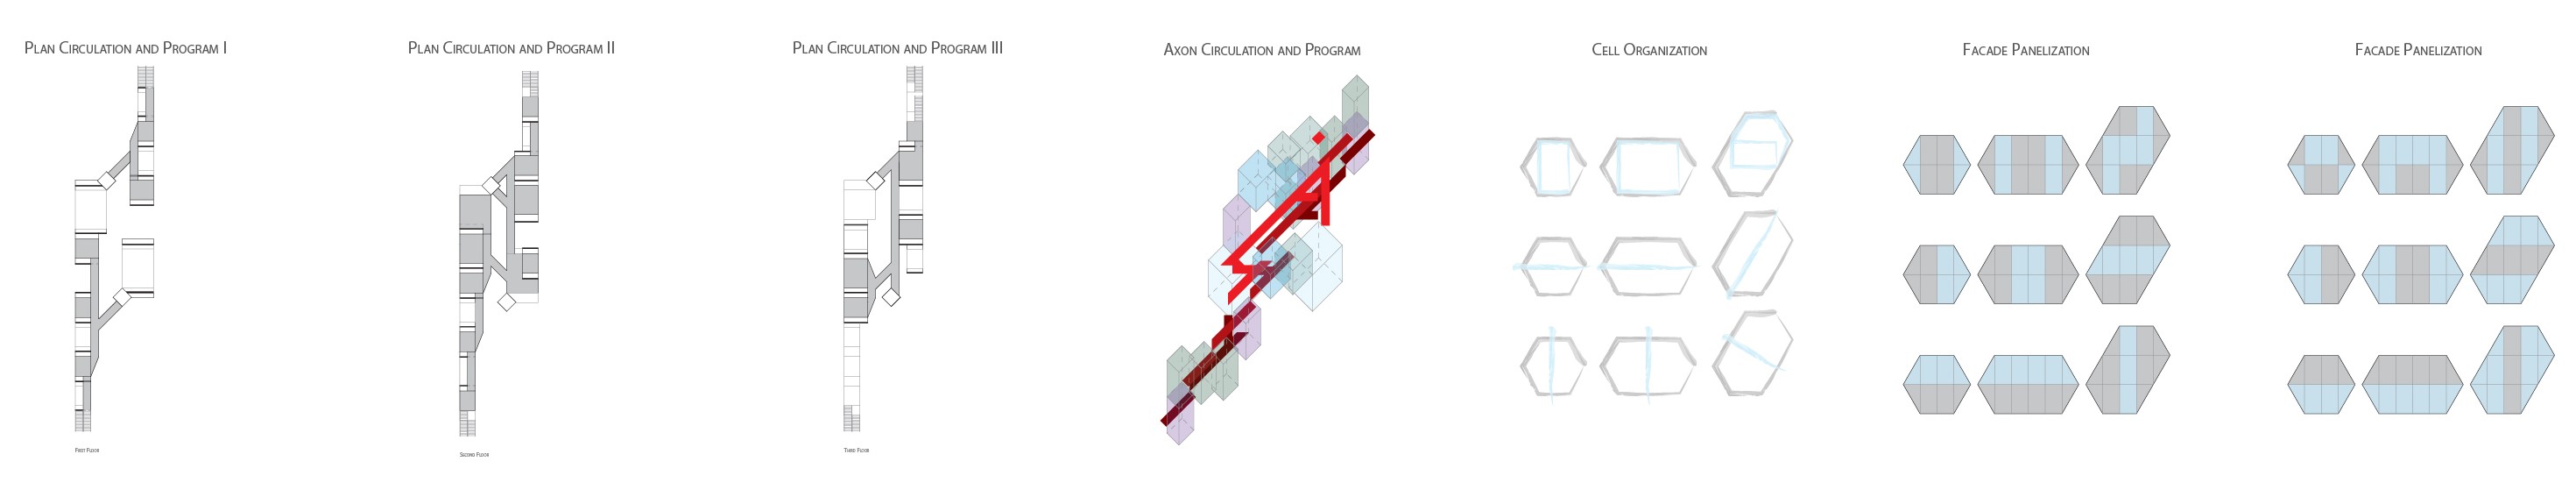 Plan Circulation and Program I
Plan Circulation and Program II
Plan Circulation and Program III
Axon Circulation and Program
Cell Organization
Facade Panelization
Facade Panelization
First Floor
Second Floor
Third Floor